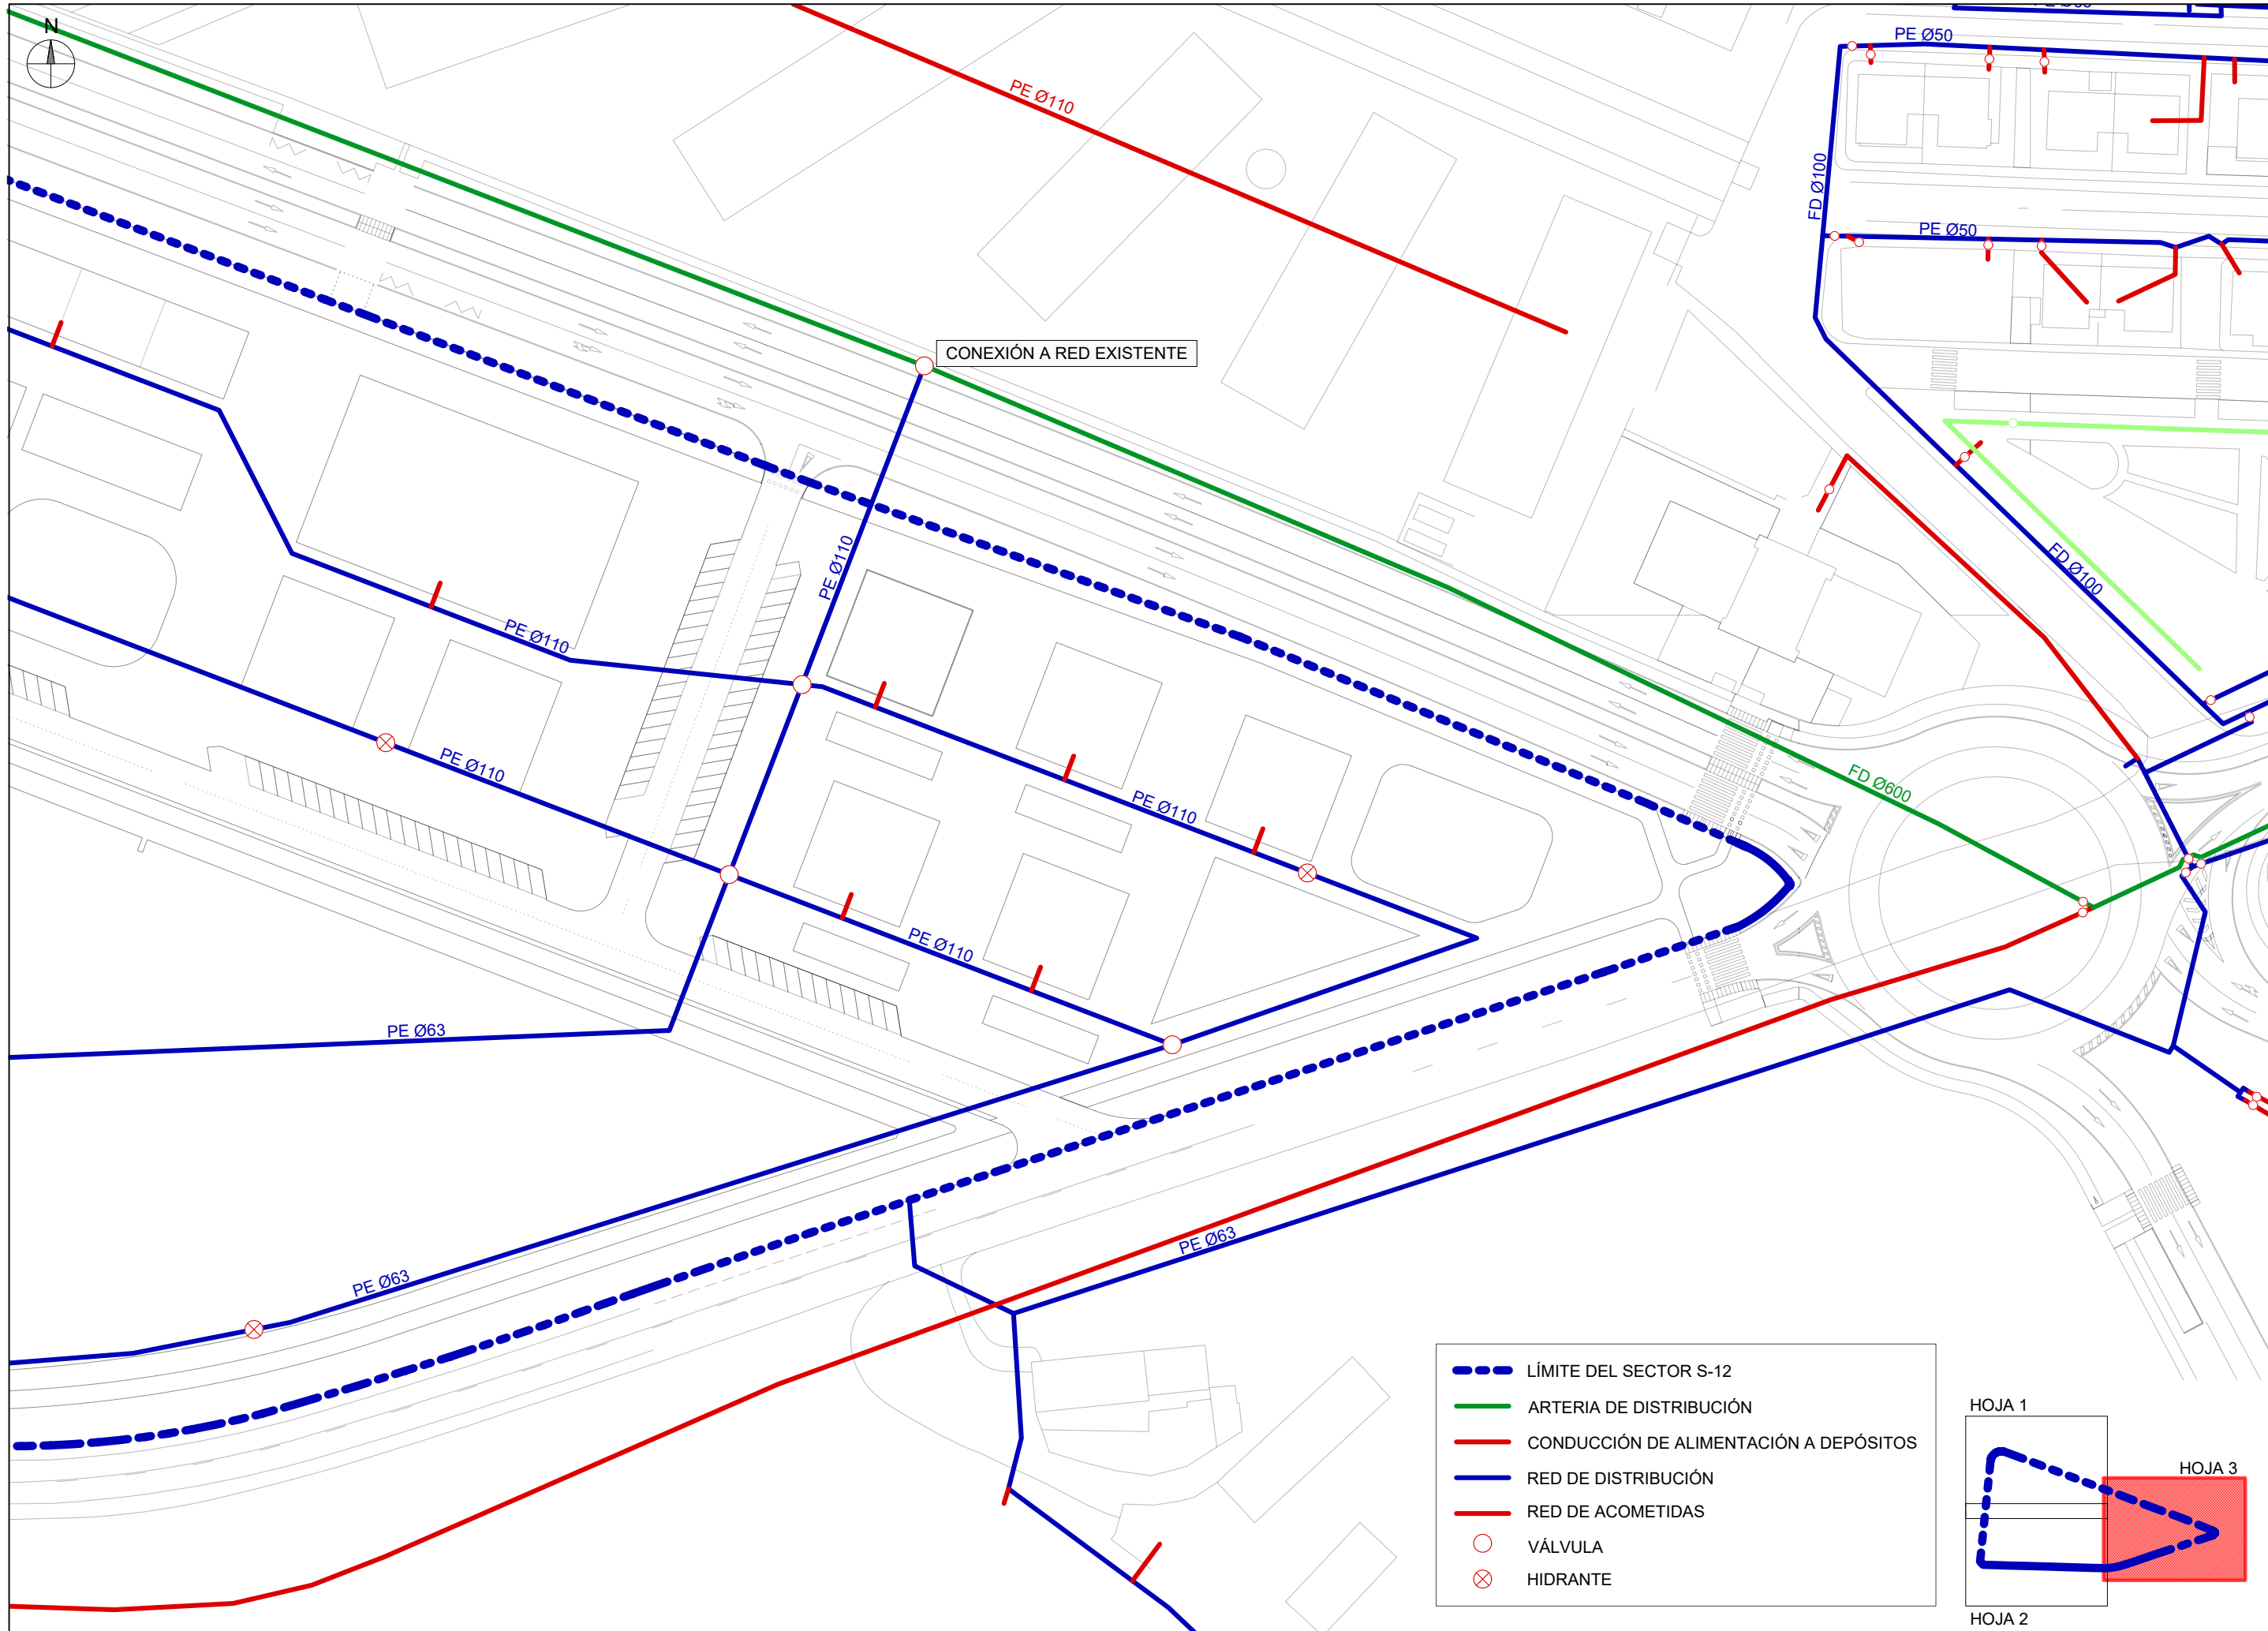 N
PE Ø50
PE Ø110
FD Ø100
PE Ø50
CONEXIÓN A RED EXISTENTE
PE Ø110
FD Ø100
PE Ø110
PE Ø110
PE Ø110
FD Ø600
PE Ø110
PE Ø63
PE Ø63
PE Ø63
LÍMITE DEL SECTOR S-12
ARTERIA DE DISTRIBUCIÓN
CONDUCCIÓN DE ALIMENTACIÓN A DEPÓSITOS
RED DE DISTRIBUCIÓN
RED DE ACOMETIDAS
VÁLVULA
HIDRANTE
HOJA 1
HOJA 3
HOJA 2